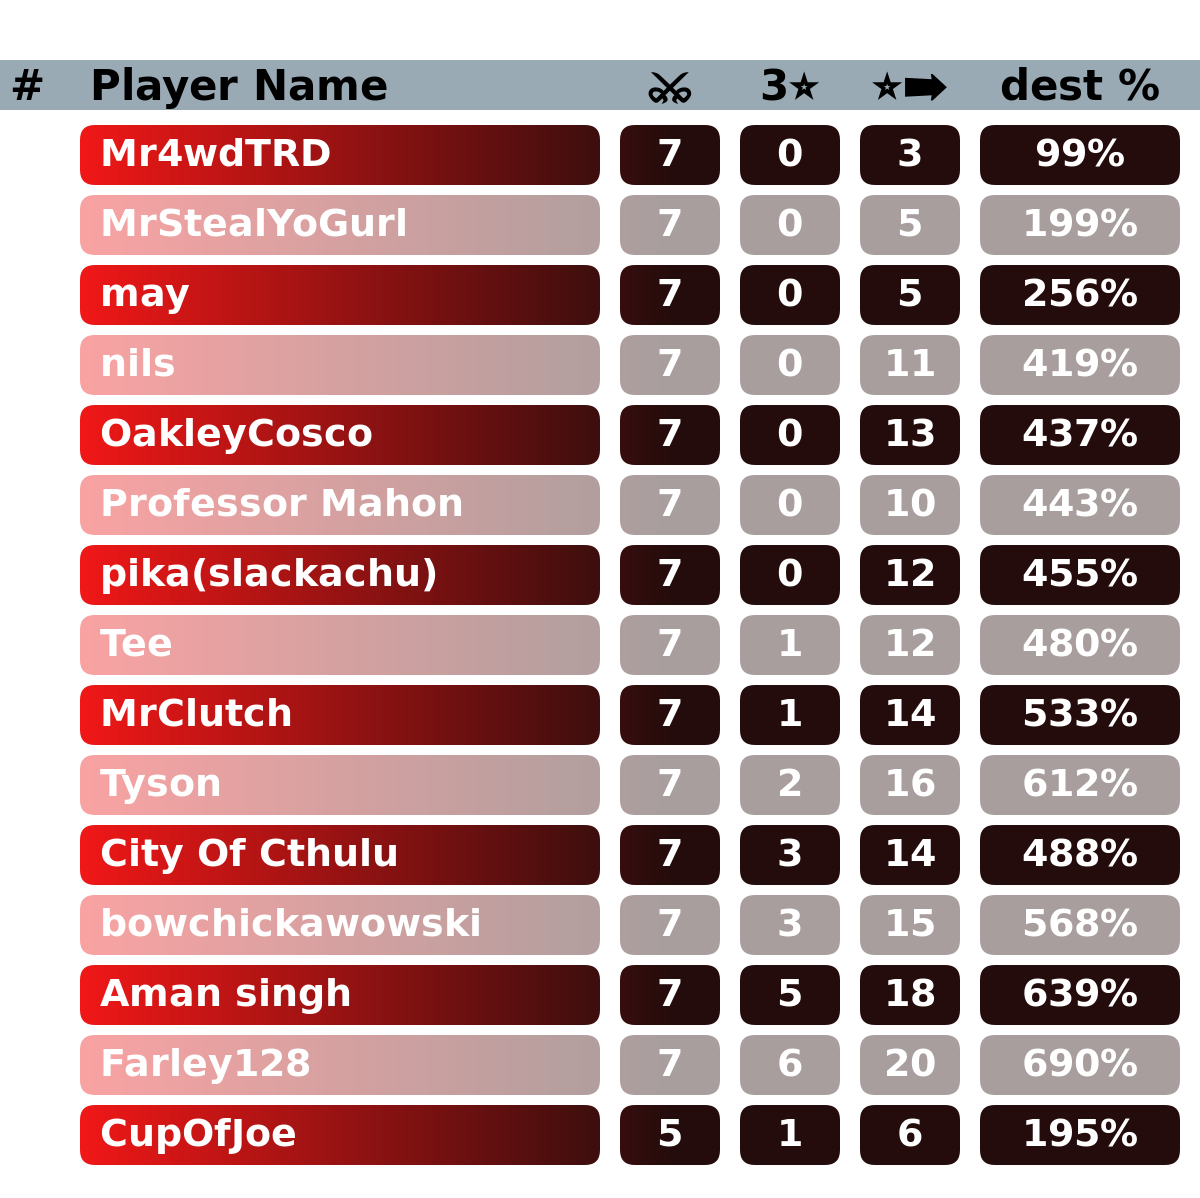 # Player Name ⚔ 3⭐ ⭐➡ dest %
Mr4wdTRD 7 0 3 99%
MrStealYoGurl 7 0 5 199%
may 7 0 5 256%
nils 7 0 11 419%
OakleyCosco 7 0 13 437%
Professor Mahon 7 0 10 443%
pika(slackachu) 7 0 12 455%
Tee 7 1 12 480%
MrClutch 7 1 14 533%
Tyson 7 2 16 612%
City Of Cthulu 7 3 14 488%
bowchickawowski 7 3 15 568%
Aman singh 7 5 18 639%
Farley128 7 6 20 690%
CupOfJoe 5 1 6 195%